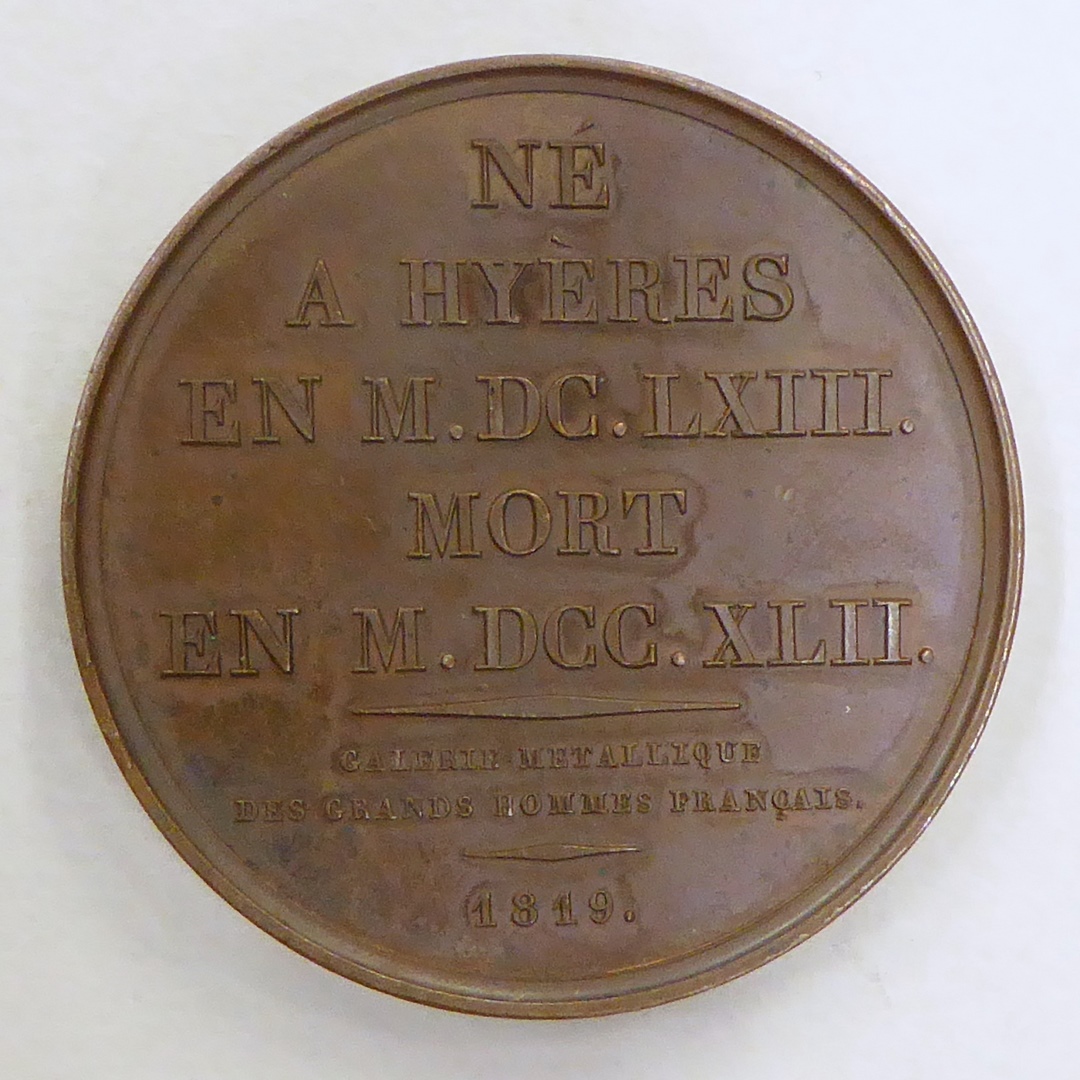 NÉ
A HYÈRES
EN M.DC.LXIII.
MORT
EN M.DCC.XLII.
GALERIE METALLIQUE
DES GRANDS HOMMES FRANÇAIS.
1819.